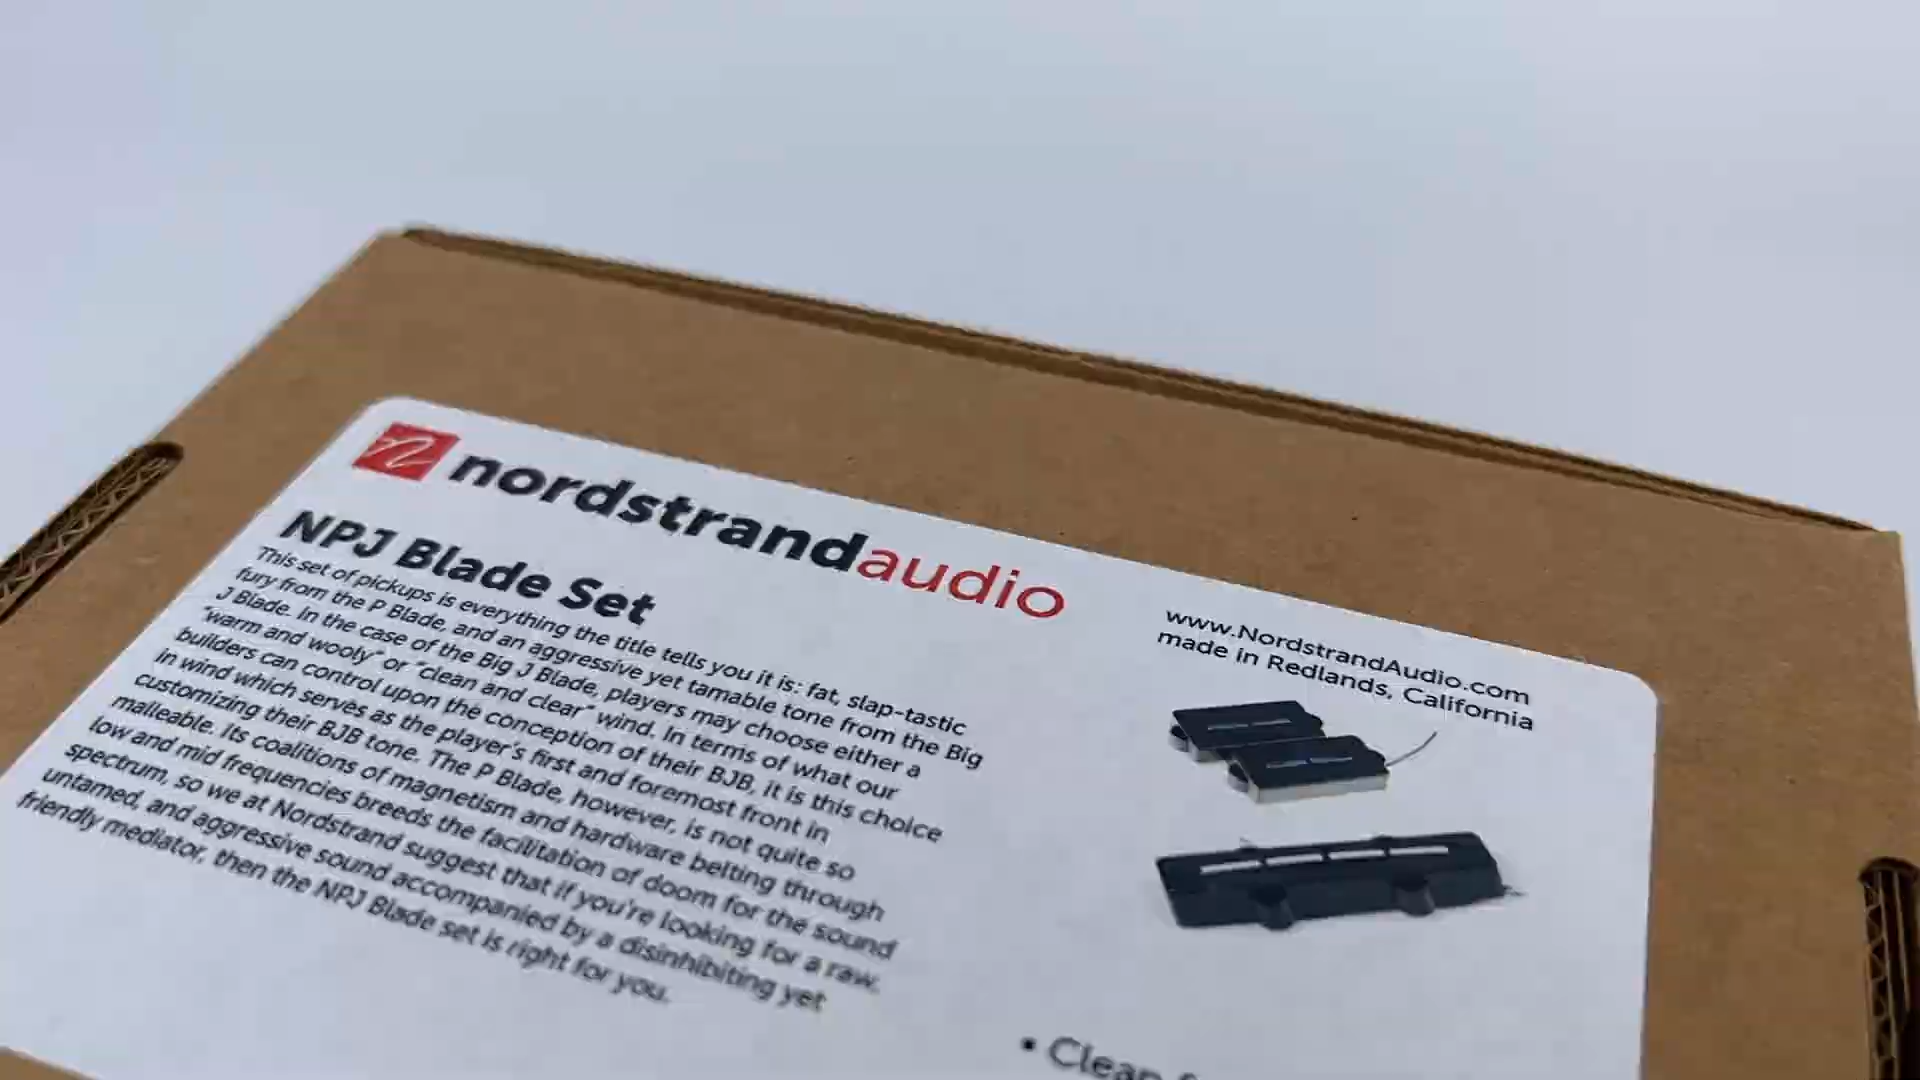 nordstrandaudio
NPJ Blade Set
This set of pickups is everything the title tells you it is: fat, slap-tastic
fury from the P Blade, and an aggressive yet tamable tone from the Big
J Blade. In the case of the Big J Blade, players may choose either a
"warm and wooly" or "clean and clear" wind. In terms of what our
builders can control upon the conception of their BJB, it is this choice
in wind which serves as the player's first and foremost front in
customizing their BJB tone. The P Blade, however, is not quite so
malleable. Its coalitions of magnetism and hardware belting through
low and mid frequencies breeds the facilitation of doom for the sound
spectrum, so we at Nordstrand suggest that if you're looking for a raw,
untamed, and aggressive sound accompanied by a disinhibiting yet
friendly mediator, then the NPJ Blade set is right for you.
www.NordstrandAudio.com
made in Redlands, California
• Clean